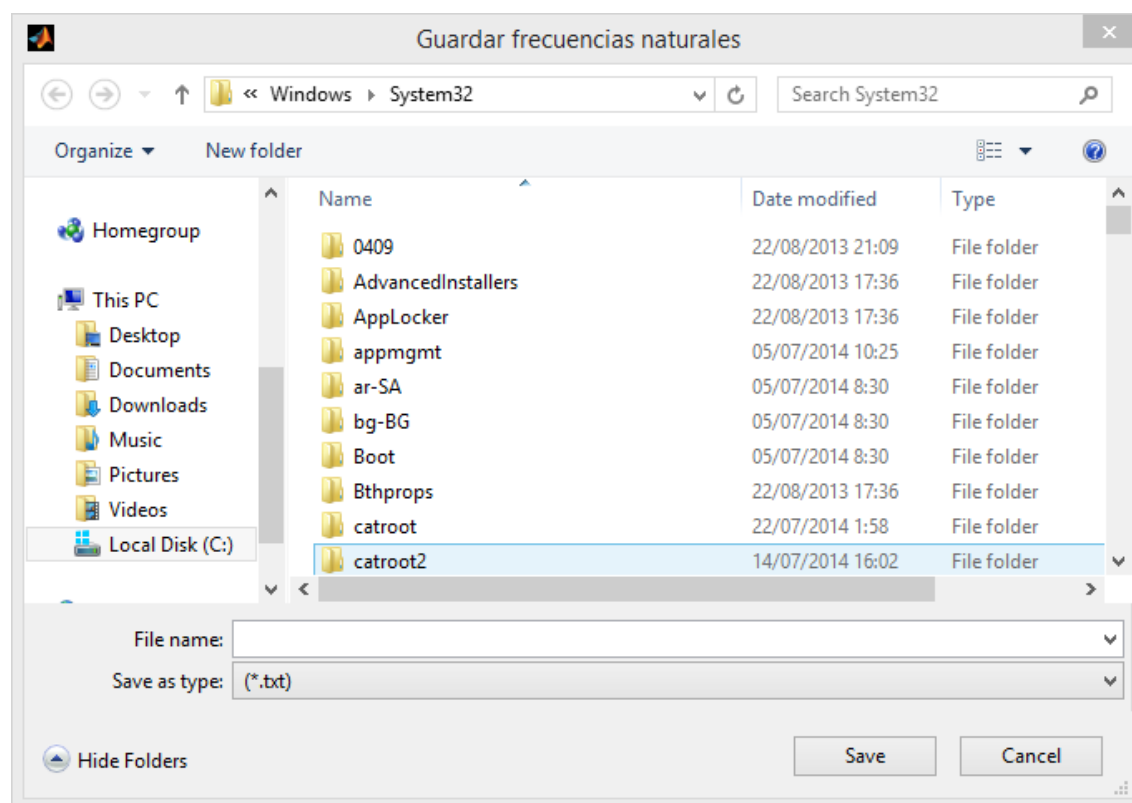 Guardar frecuencias naturales
« Windows System32
Search System32
Organize New folder
Name Date modified Type
Homegroup
This PC
Desktop
Documents
Downloads
Music
Pictures
Videos
Local Disk (C:)
0409 22/08/2013 21:09 File folder
AdvancedInstallers 22/08/2013 17:36 File folder
AppLocker 22/08/2013 17:36 File folder
appmgmt 05/07/2014 10:25 File folder
ar-SA 05/07/2014 8:30 File folder
bg-BG 05/07/2014 8:30 File folder
Boot 05/07/2014 8:30 File folder
Bthprops 22/08/2013 17:36 File folder
catroot 22/07/2014 1:58 File folder
catroot2 14/07/2014 16:02 File folder
File name:
Save as type: (*.txt)
Hide Folders
Save
Cancel